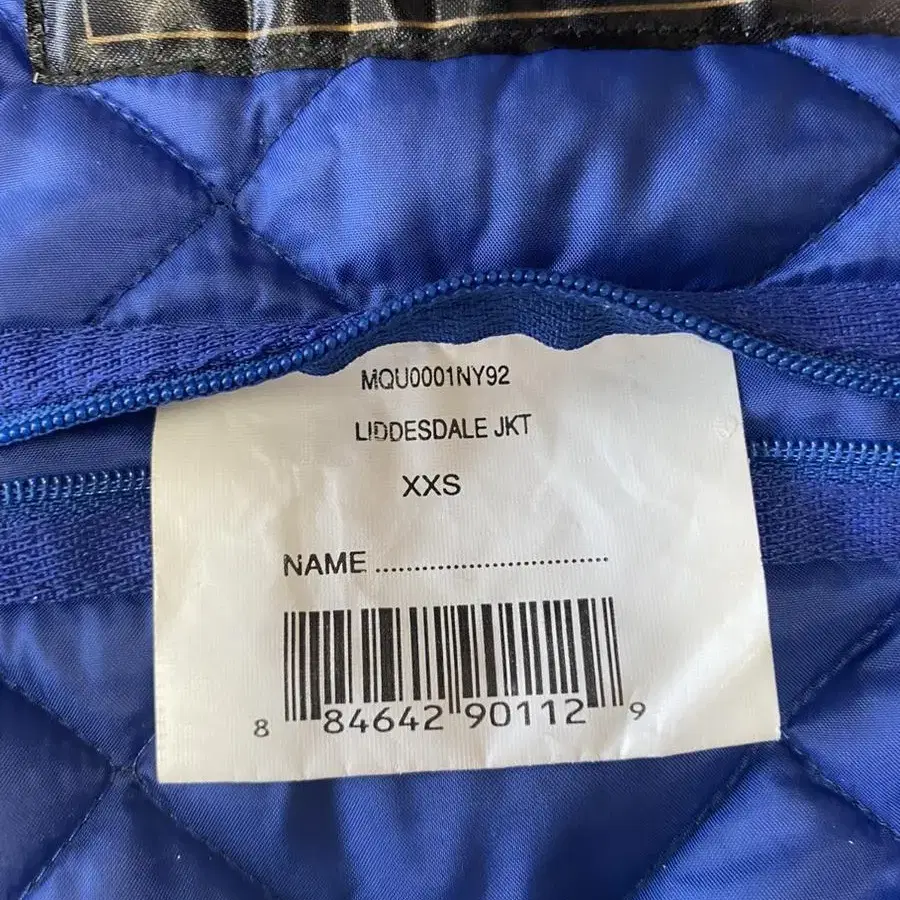 MQU0001NY92
LIDDESDALE JKT
XXS
NAME ..............................
8 84642 90112 9